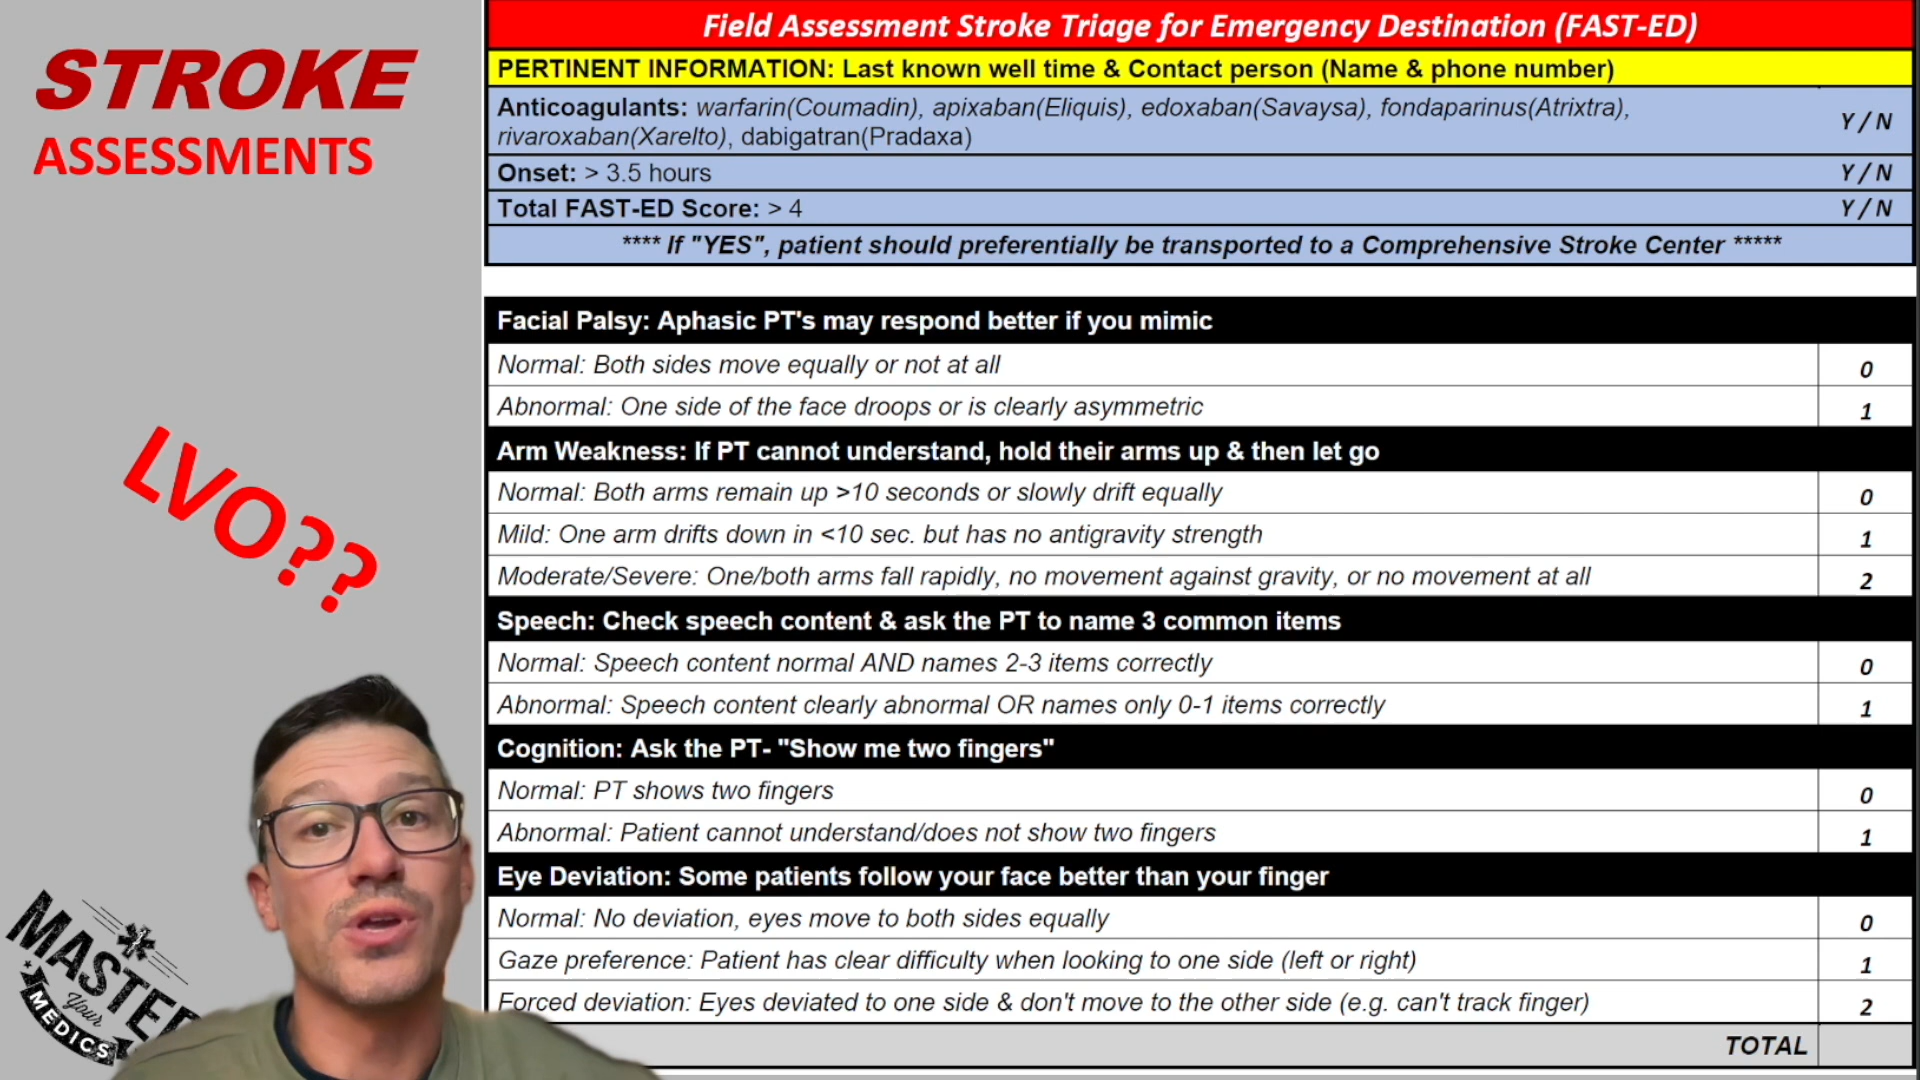 STROKE
ASSESSMENTS
LVO??
MASTER
Your
MEDICS
Field Assessment Stroke Triage for Emergency Destination (FAST-ED)
PERTINENT INFORMATION: Last known well time & Contact person (Name & phone number)
Anticoagulants: warfarin(Coumadin), apixaban(Eliquis), edoxaban(Savaysa), fondaparinus(Atrixtra),
rivaroxaban(Xarelto), dabigatran(Pradaxa) Y / N
Onset: > 3.5 hours Y / N
Total FAST-ED Score: > 4 Y / N
**** If "YES", patient should preferentially be transported to a Comprehensive Stroke Center *****
Facial Palsy: Aphasic PT's may respond better if you mimic
Normal: Both sides move equally or not at all 0
Abnormal: One side of the face droops or is clearly asymmetric 1
Arm Weakness: If PT cannot understand, hold their arms up & then let go
Normal: Both arms remain up >10 seconds or slowly drift equally 0
Mild: One arm drifts down in <10 sec. but has no antigravity strength 1
Moderate/Severe: One/both arms fall rapidly, no movement against gravity, or no movement at all 2
Speech: Check speech content & ask the PT to name 3 common items
Normal: Speech content normal AND names 2-3 items correctly 0
Abnormal: Speech content clearly abnormal OR names only 0-1 items correctly 1
Cognition: Ask the PT- "Show me two fingers"
Normal: PT shows two fingers 0
Abnormal: Patient cannot understand/does not show two fingers 1
Eye Deviation: Some patients follow your face better than your finger
Normal: No deviation, eyes move to both sides equally 0
Gaze preference: Patient has clear difficulty when looking to one side (left or right) 1
Forced deviation: Eyes deviated to one side & don't move to the other side (e.g. can't track finger) 2
TOTAL